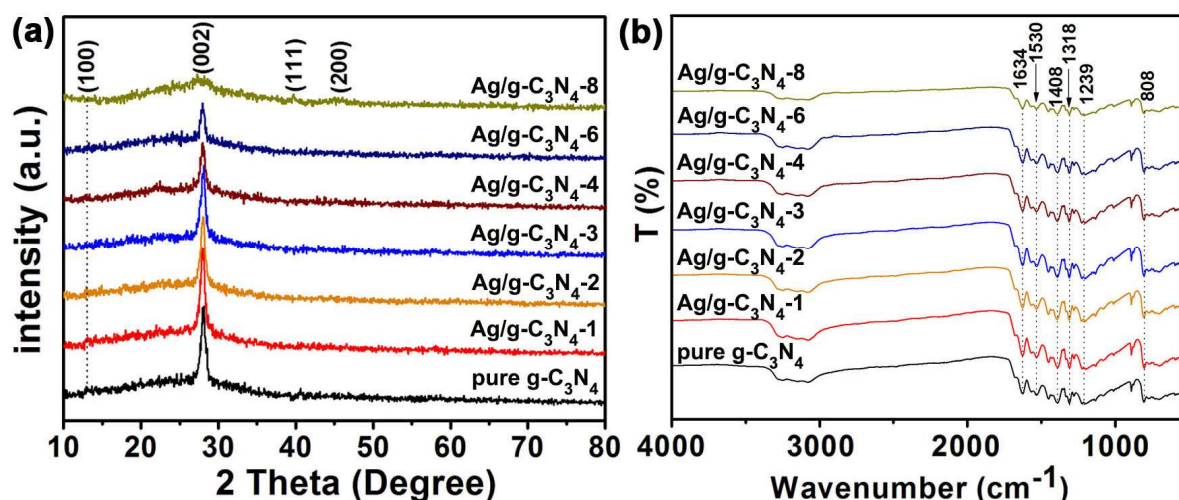 (a)
(100)
(002)
(111)
(200)
Ag/g-C₃N₄-8
Ag/g-C₃N₄-6
Ag/g-C₃N₄-4
Ag/g-C₃N₄-3
Ag/g-C₃N₄-2
Ag/g-C₃N₄-1
pure g-C₃N₄
intensity (a.u.)
10 20 30 40 50 60 70 80
2 Theta (Degree)
(b)
1634
1530
1408
1318
1239
808
Ag/g-C₃N₄-8
Ag/g-C₃N₄-6
Ag/g-C₃N₄-4
Ag/g-C₃N₄-3
Ag/g-C₃N₄-2
Ag/g-C₃N₄-1
pure g-C₃N₄
T (%)
4000 3000 2000 1000
Wavenumber (cm⁻¹)